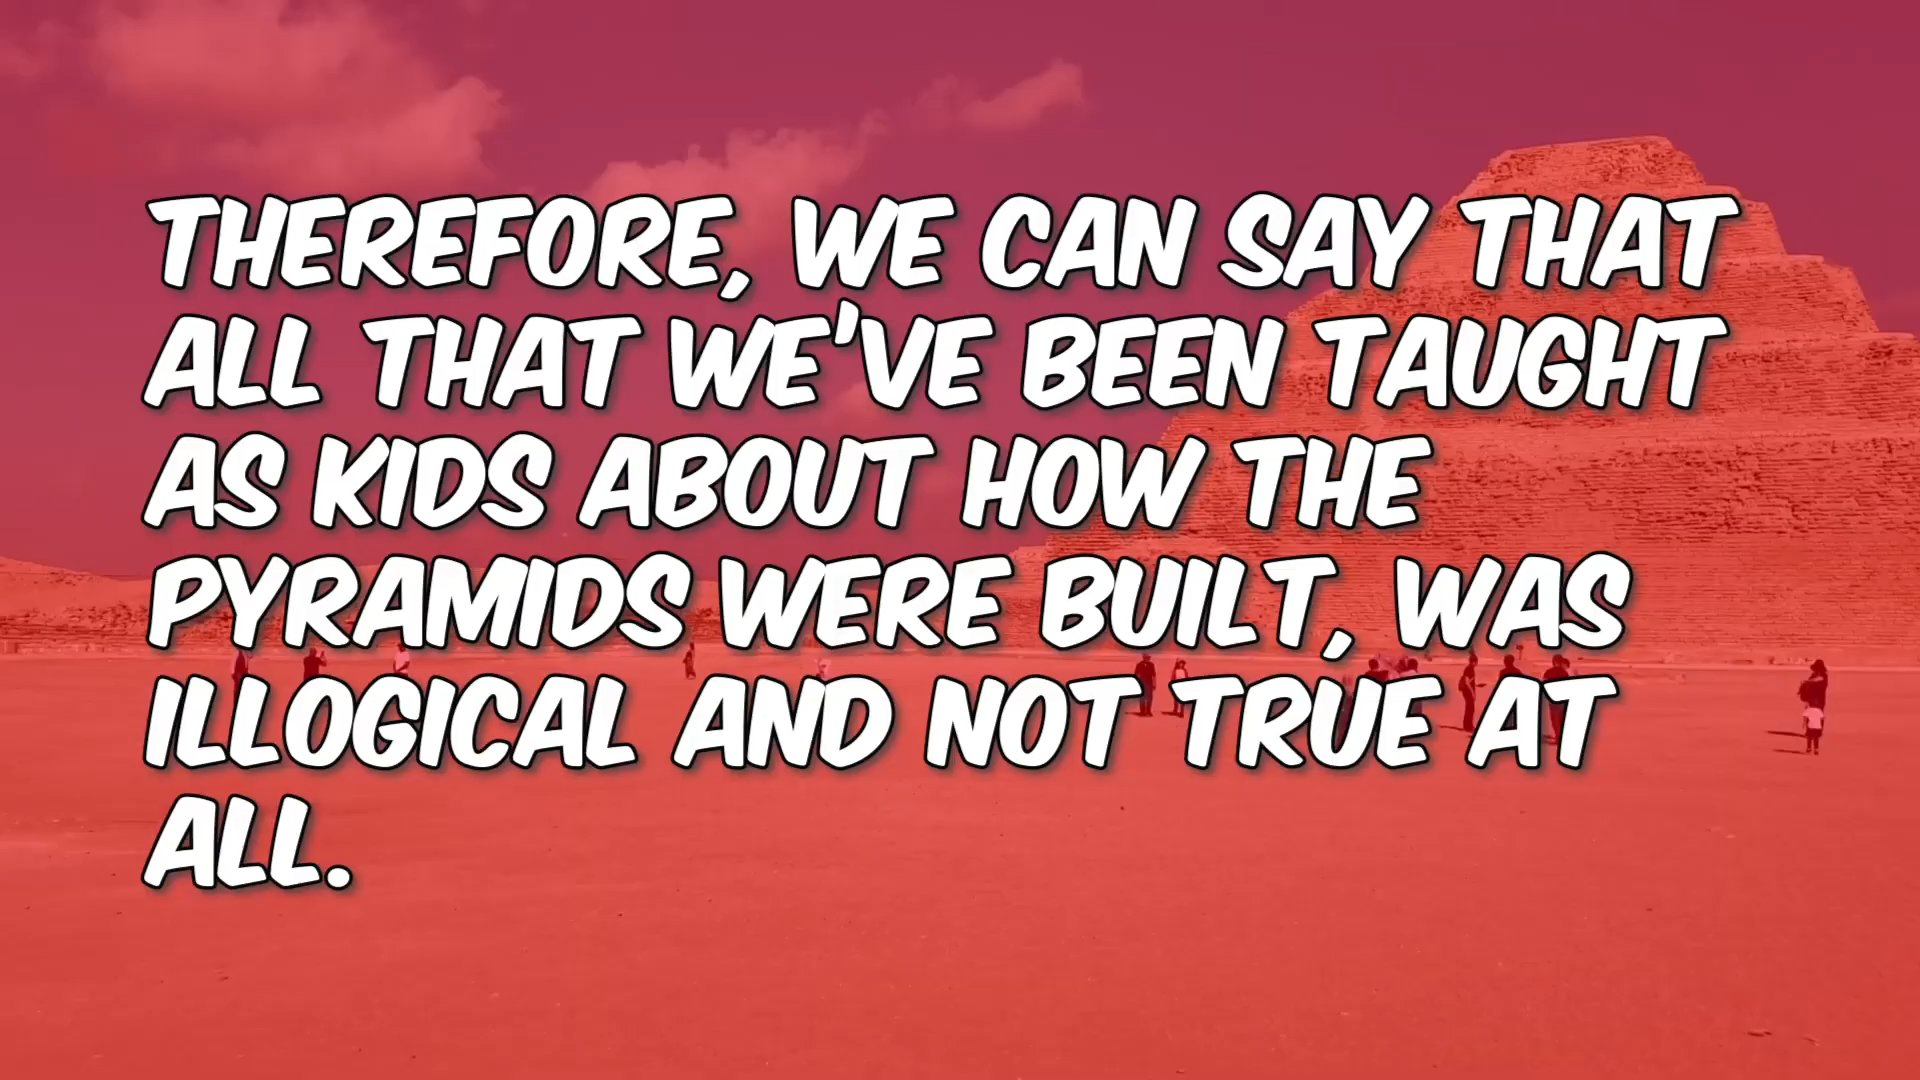 THEREFORE, WE CAN SAY THAT
ALL THAT WE'VE BEEN TAUGHT
AS KIDS ABOUT HOW THE
PYRAMIDS WERE BUILT, WAS
ILLOGICAL AND NOT TRUE AT
ALL.